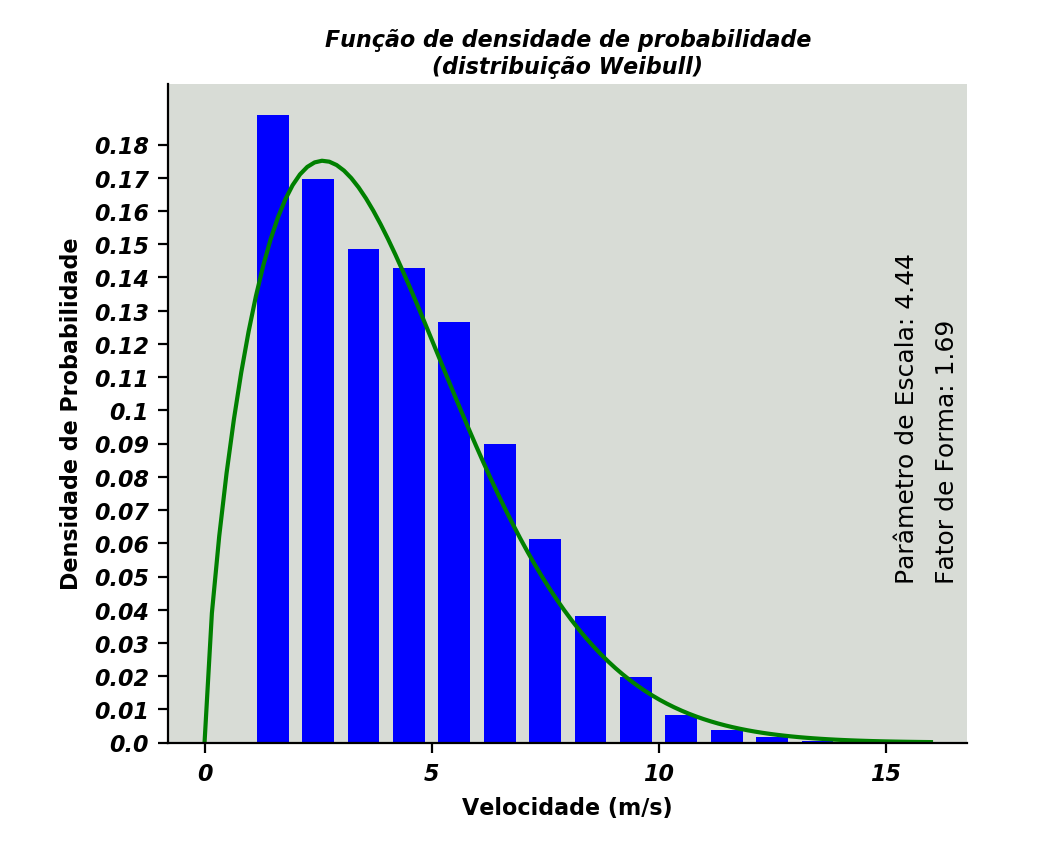 Função de densidade de probabilidade
(distribuição Weibull)
Densidade de Probabilidade
0.18
0.17
0.16
0.15
0.14
0.13
0.12
0.11
0.1
0.09
0.08
0.07
0.06
0.05
0.04
0.03
0.02
0.01
0.0
Parâmetro de Escala: 4.44
Fator de Forma: 1.69
0 5 10 15
Velocidade (m/s)